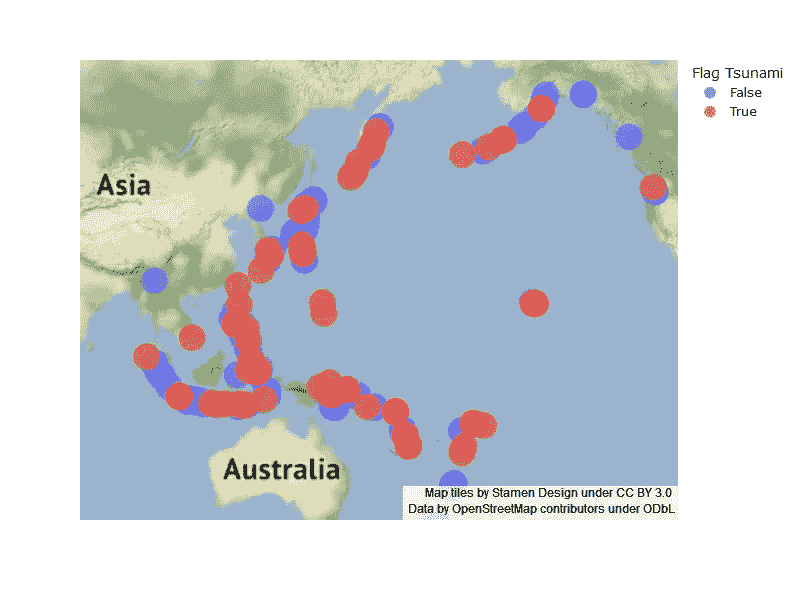 Flag Tsunami
False
True
Asia
Australia
Map tiles by Stamen Design under CC BY 3.0
Data by OpenStreetMap contributors under ODbL